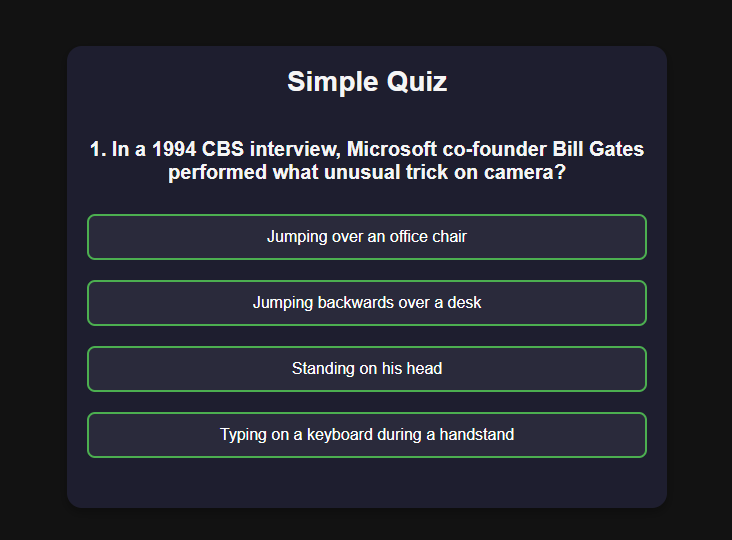 Simple Quiz
1. In a 1994 CBS interview, Microsoft co-founder Bill Gates
performed what unusual trick on camera?
Jumping over an office chair
Jumping backwards over a desk
Standing on his head
Typing on a keyboard during a handstand